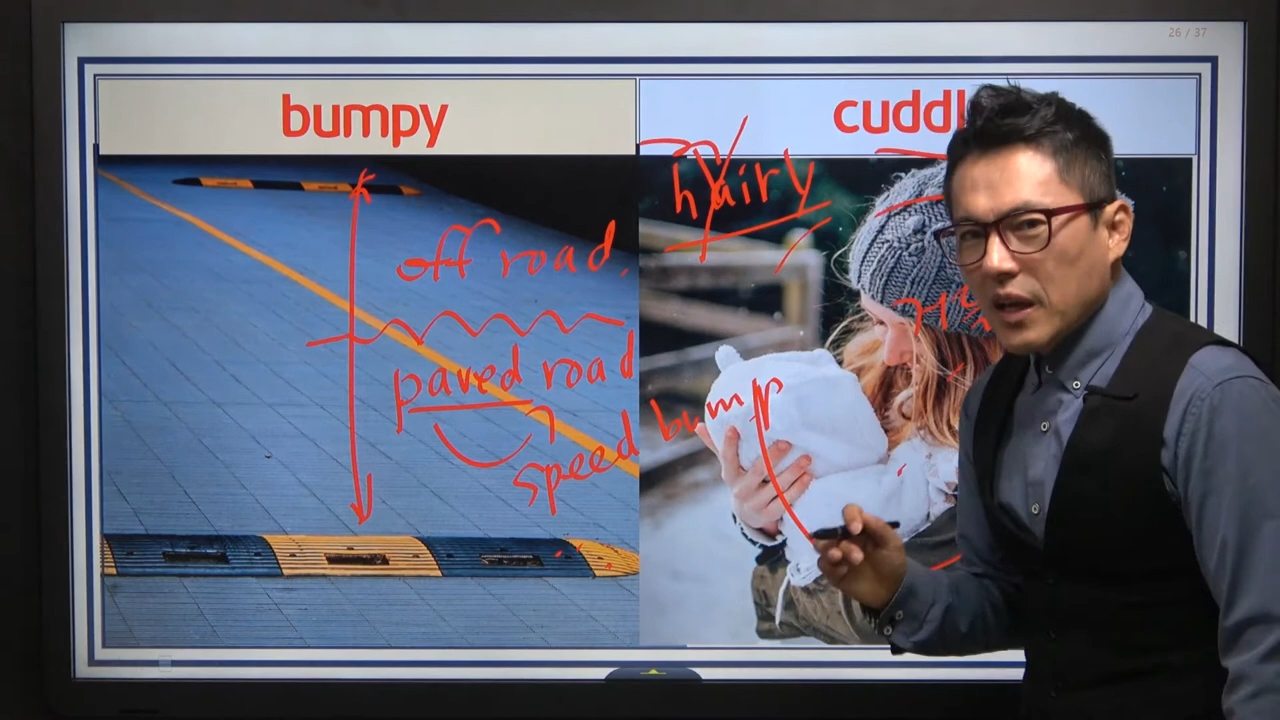 26 / 37
bumpy
cuddl
hairy
off road.
paved road
speed bump